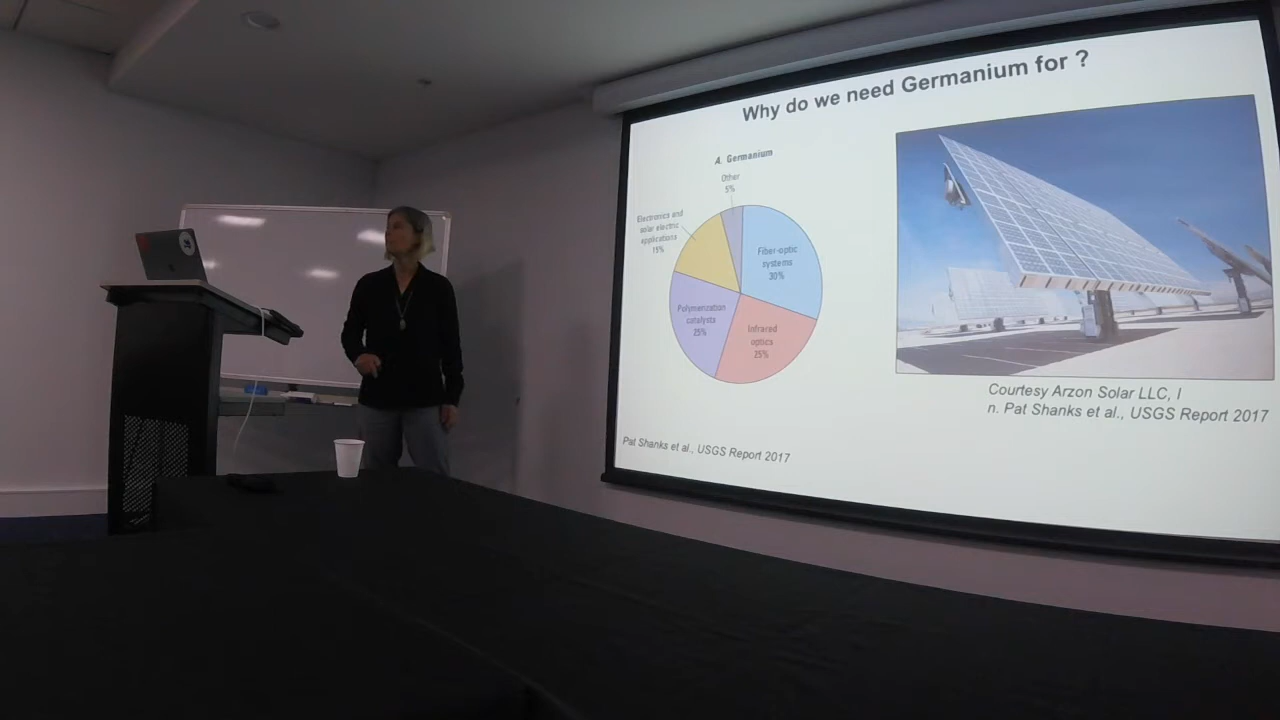 Why do we need Germanium for ?
A. Germanium
Other
5%
Electronics and
solar electric
applications
15%
Fiber-optic
systems
30%
Polymerization
catalysts
25%
Infrared
optics
25%
Pat Shanks et al., USGS Report 2017
Courtesy Arzon Solar LLC, I
n. Pat Shanks et al., USGS Report 2017